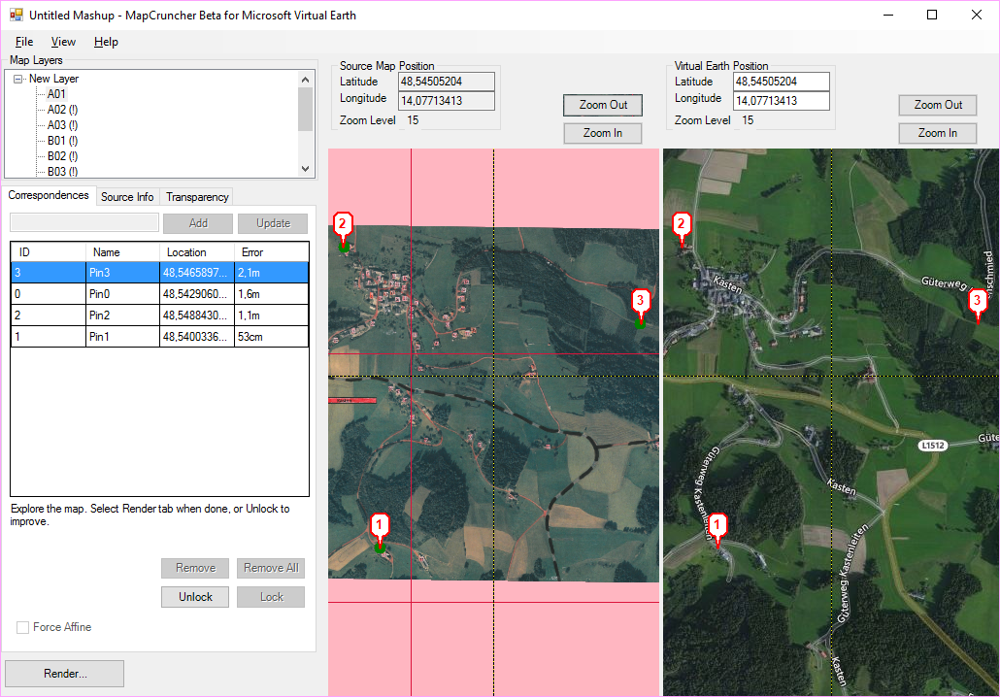 Untitled Mashup - MapCruncher Beta for Microsoft Virtual Earth
File View Help
Map Layers
New Layer
A01
A02 (!)
A03 (!)
B01 (!)
B02 (!)
B03 (!)
Source Map Position
Latitude 48,54505204
Longitude 14,07713413
Zoom Level 15
Zoom Out
Zoom In
Virtual Earth Position
Latitude 48,54505204
Longitude 14,07713413
Zoom Level 15
Zoom Out
Zoom In
Correspondences Source Info Transparency
Add Update
ID Name Location Error
3 Pin3 48,5465897... 2,1m
0 Pin0 48,5429060... 1,6m
2 Pin2 48,5488430... 1,1m
1 Pin1 48,5400336... 53cm
Explore the map. Select Render tab when done, or Unlock to
improve.
Remove Remove All
Unlock Lock
Force Affine
Render...
2
3
1
2
3
1
Kasten
Güterweg
nschmied
L1512
Güte
Güterweg Kastenleiten
Kasten
Güterweg Kastenleiten
Kasten